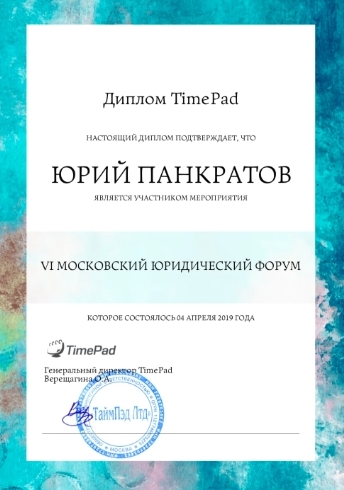 Диплом TimePad
НАСТОЯЩИЙ ДИПЛОМ ПОДТВЕРЖДАЕТ, ЧТО
ЮРИЙ ПАНКРАТОВ
ЯВЛЯЕТСЯ УЧАСТНИКОМ МЕРОПРИЯТИЯ
VI МОСКОВСКИЙ ЮРИДИЧЕСКИЙ ФОРУМ
КОТОРОЕ СОСТОЯЛОСЬ 04 АПРЕЛЯ 2019 ГОДА
TimePad
Генеральный директор TimePad
Верещагина О.А.
ТаймПэд Лтд
МОСКВА